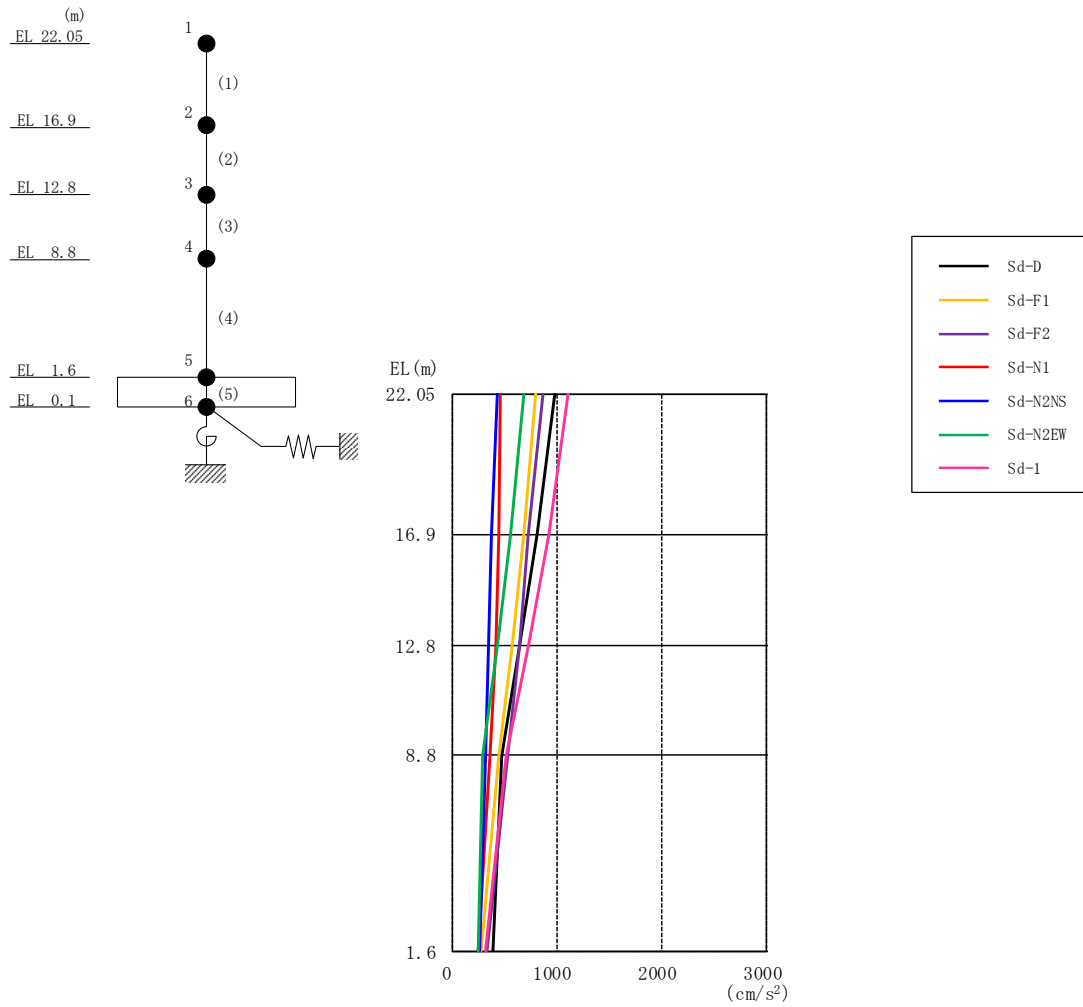 (m)
EL 22.05
1
(1)
EL 16.9
2
(2)
EL 12.8
3
(3)
EL 8.8
4
(4)
EL 1.6
5
(5)
EL 0.1
6
EL(m)
22.05
16.9
12.8
8.8
1.6
0 1000 2000 3000
(cm/s²)
Sd-D
Sd-F1
Sd-F2
Sd-N1
Sd-N2NS
Sd-N2EW
Sd-1